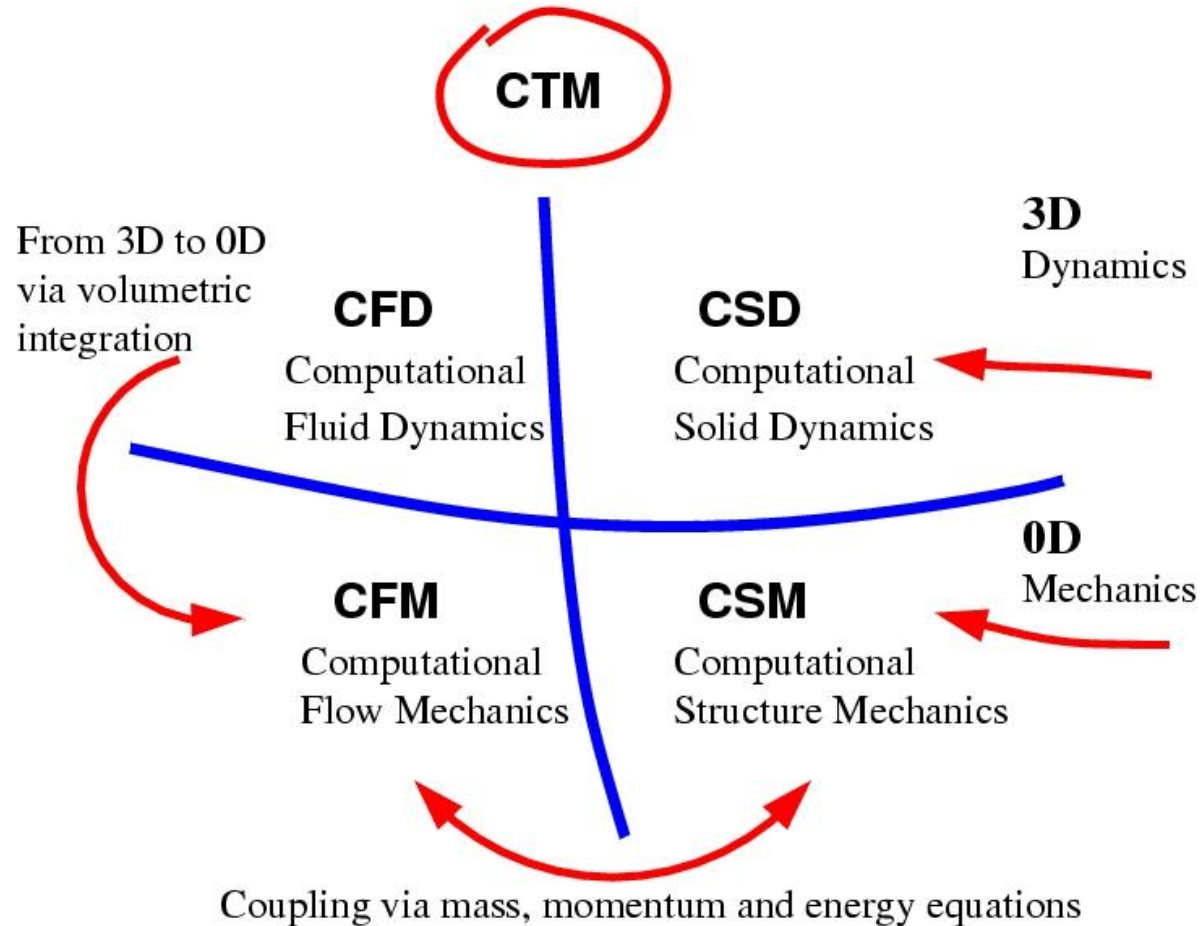 CTM
From 3D to 0D
via volumetric
integration
3D
Dynamics
CFD
Computational
Fluid Dynamics
CSD
Computational
Solid Dynamics
0D
Mechanics
CFM
Computational
Flow Mechanics
CSM
Computational
Structure Mechanics
Coupling via mass, momentum and energy equations